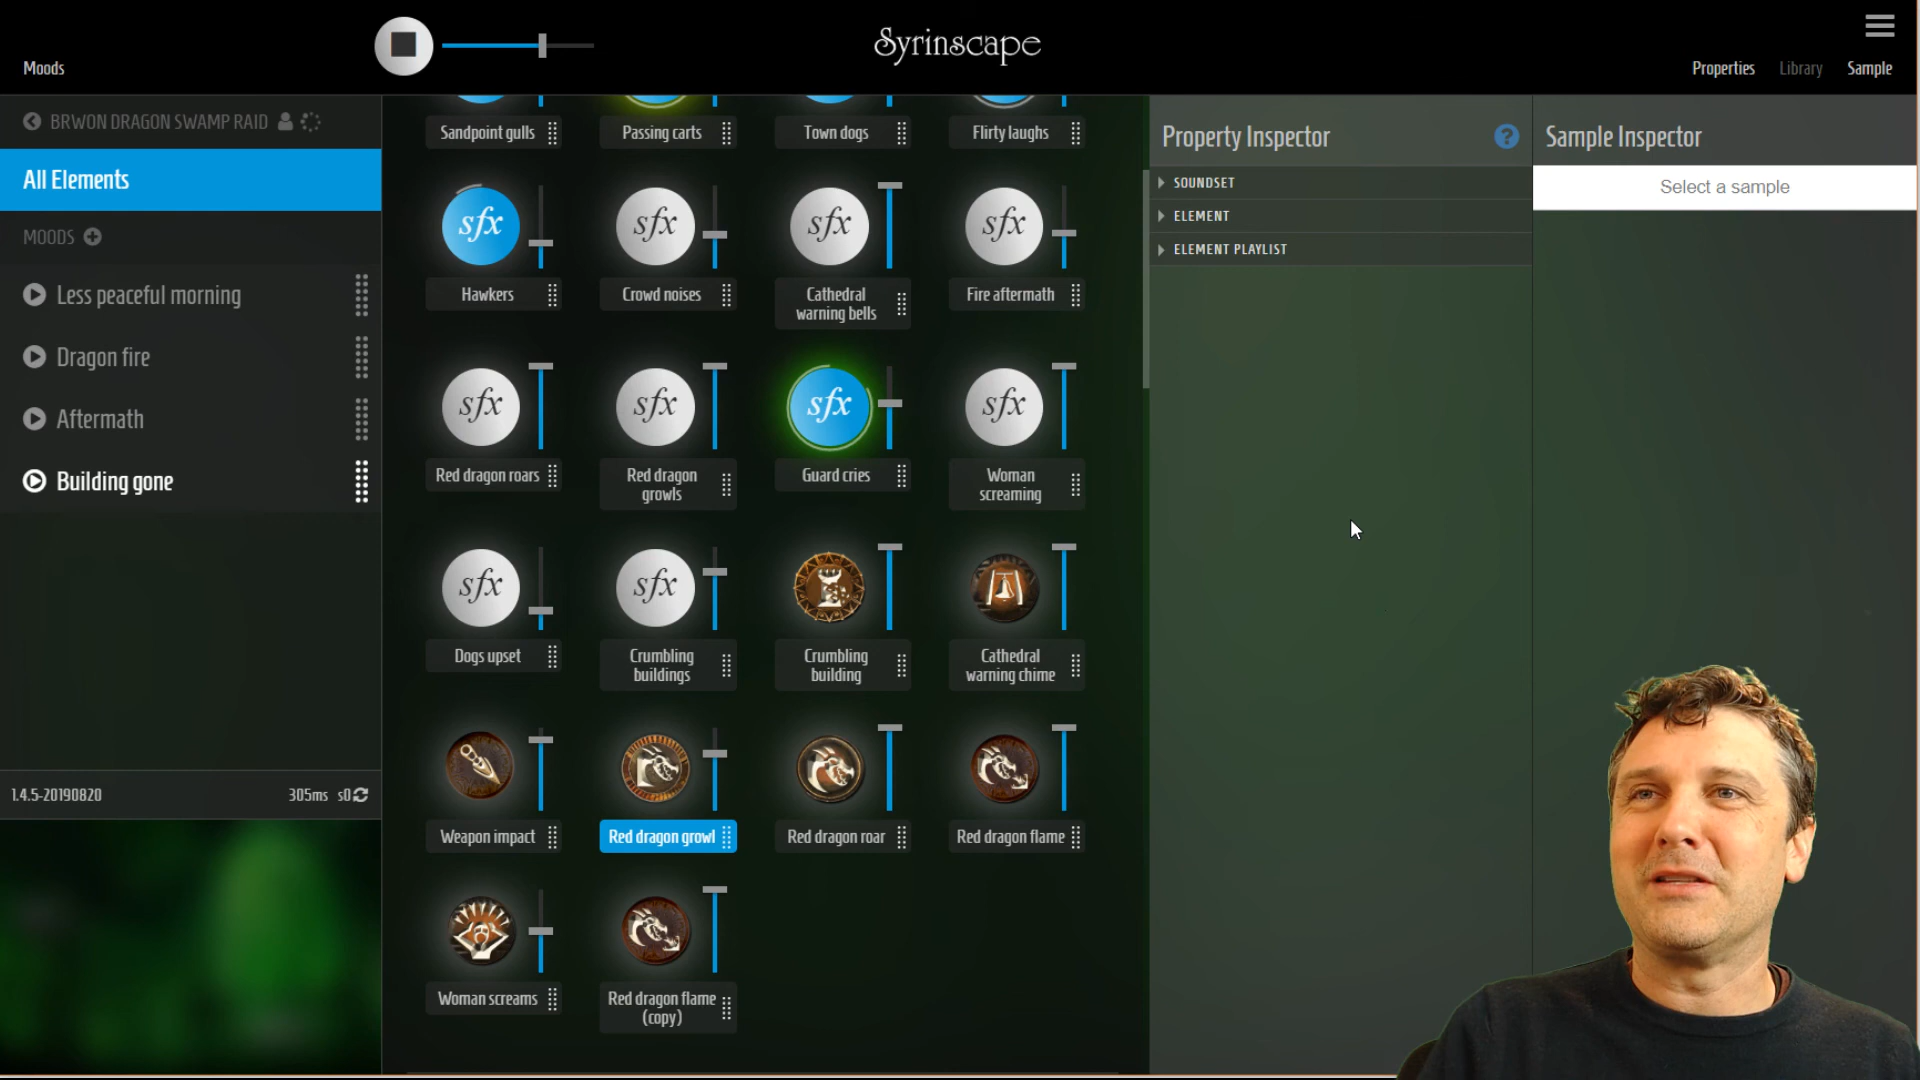 Syrinscape
Moods
Properties
Library
Sample
BRWON DRAGON SWAMP RAID
All Elements
MOODS
Less peaceful morning
Dragon fire
Aftermath
Building gone
1.4.5-20190820
305ms
s0
Sandpoint gulls
Passing carts
Town dogs
Flirty laughs
sfx
sfx
sfx
sfx
Hawkers
Crowd noises
Cathedral
warning bells
Fire aftermath
sfx
sfx
sfx
sfx
Red dragon roars
Red dragon
growls
Guard cries
Woman
screaming
sfx
sfx
Dogs upset
Crumbling
buildings
Crumbling
building
Cathedral
warning chime
Weapon impact
Red dragon growl
Red dragon roar
Red dragon flame
Woman screams
Red dragon flame
(copy)
Property Inspector
?
SOUNDSET
ELEMENT
ELEMENT PLAYLIST
Sample Inspector
Select a sample